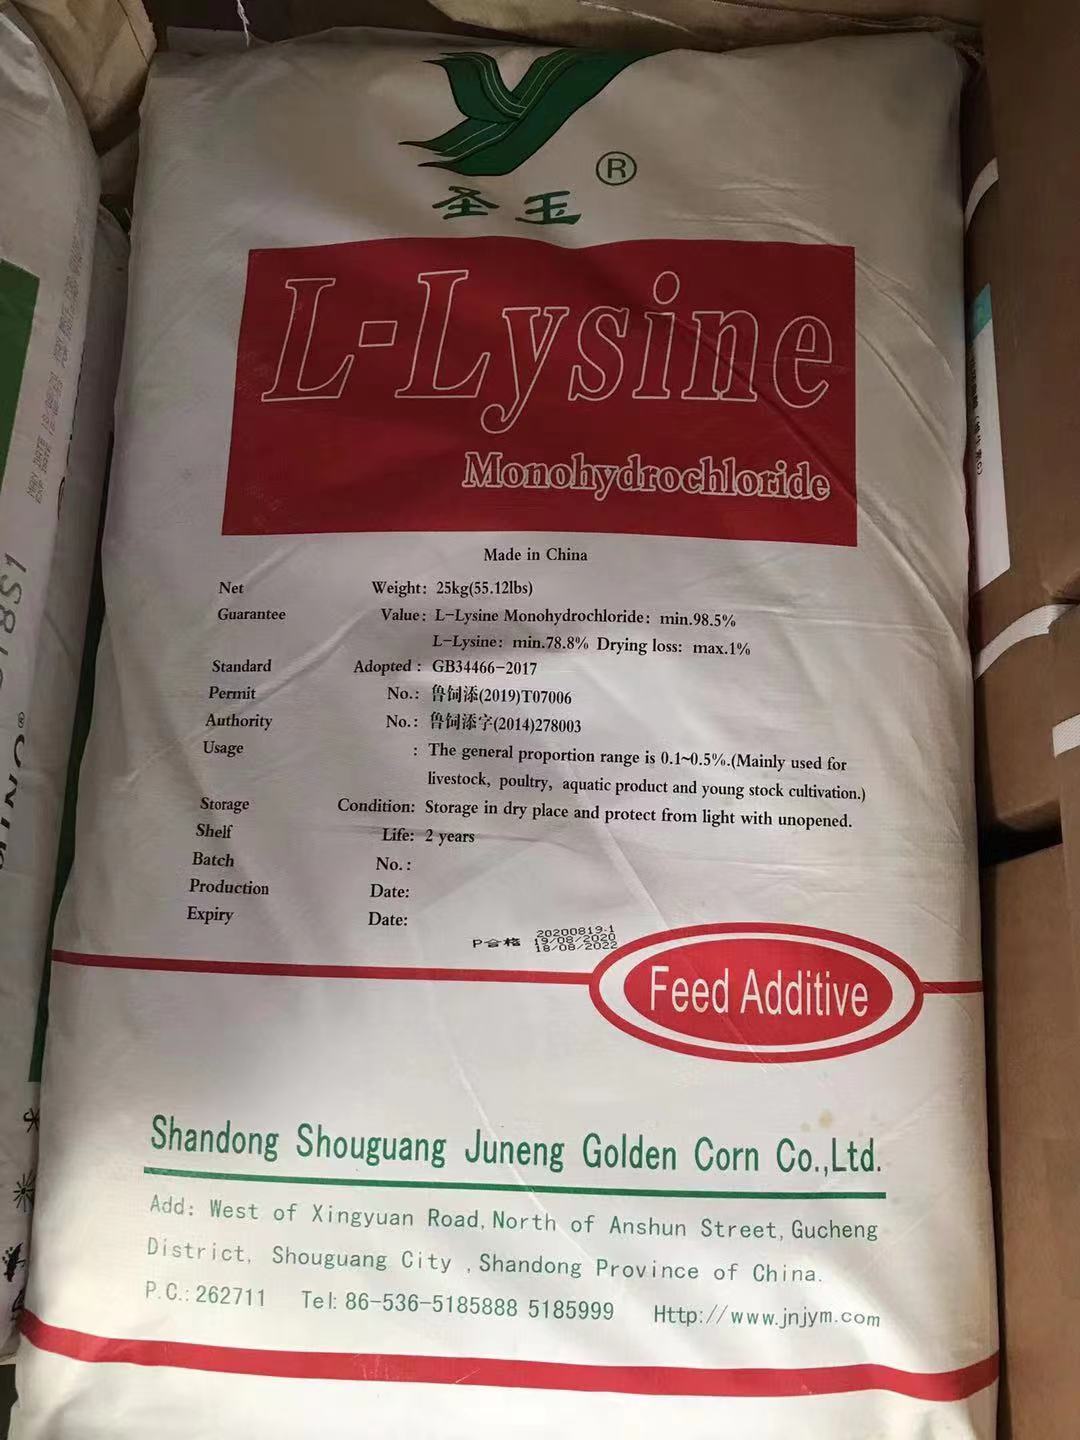 ®
圣玉
L-Lysine
Monohydrochloride
Made in China
Net Weight: 25kg(55.12lbs)
Guarantee Value: L-Lysine Monohydrochloride: min.98.5%
L-Lysine: min.78.8% Drying loss: max.1%
Standard Adopted: GB34466-2017
Permit No.: 鲁饲添(2019)T07006
Authority No.: 鲁饲添字(2014)278003
Usage : The general proportion range is 0.1~0.5%.(Mainly used for
livestock, poultry, aquatic product and young stock cultivation.)
Storage Condition: Storage in dry place and protect from light with unopened.
Shelf Life: 2 years
Batch No.:
Production Date:
Expiry Date:
20200819-1
P合格 19/08/2020
18/08/2022
Feed Additive
Shandong Shouguang Juneng Golden Corn Co.,Ltd.
Add: West of Xingyuan Road,North of Anshun Street,Gucheng
District, Shouguang City ,Shandong Province of China.
P.C.:262711 Tel:86-536-5185888 5185999 Http://www.jnjym.com